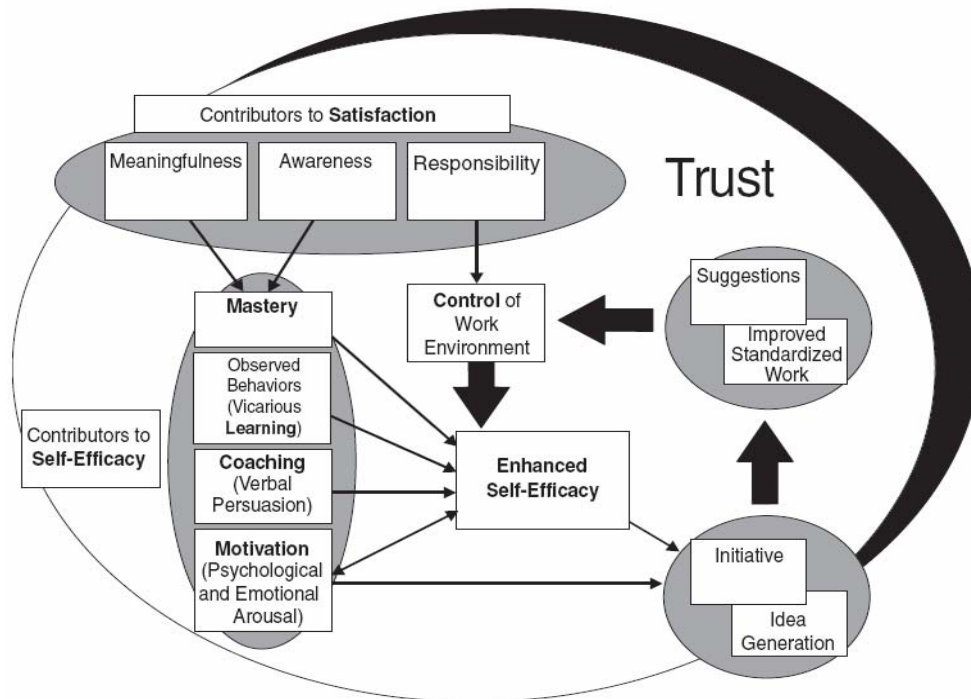 Contributors to Satisfaction
Meaningfulness
Awareness
Responsibility
Trust
Mastery
Observed
Behaviors
(Vicarious
Learning)
Coaching
(Verbal
Persuasion)
Motivation
(Psychological
and Emotional
Arousal)
Contributors to
Self-Efficacy
Control of
Work
Environment
Enhanced
Self-Efficacy
Suggestions
Improved
Standardized
Work
Initiative
Idea
Generation